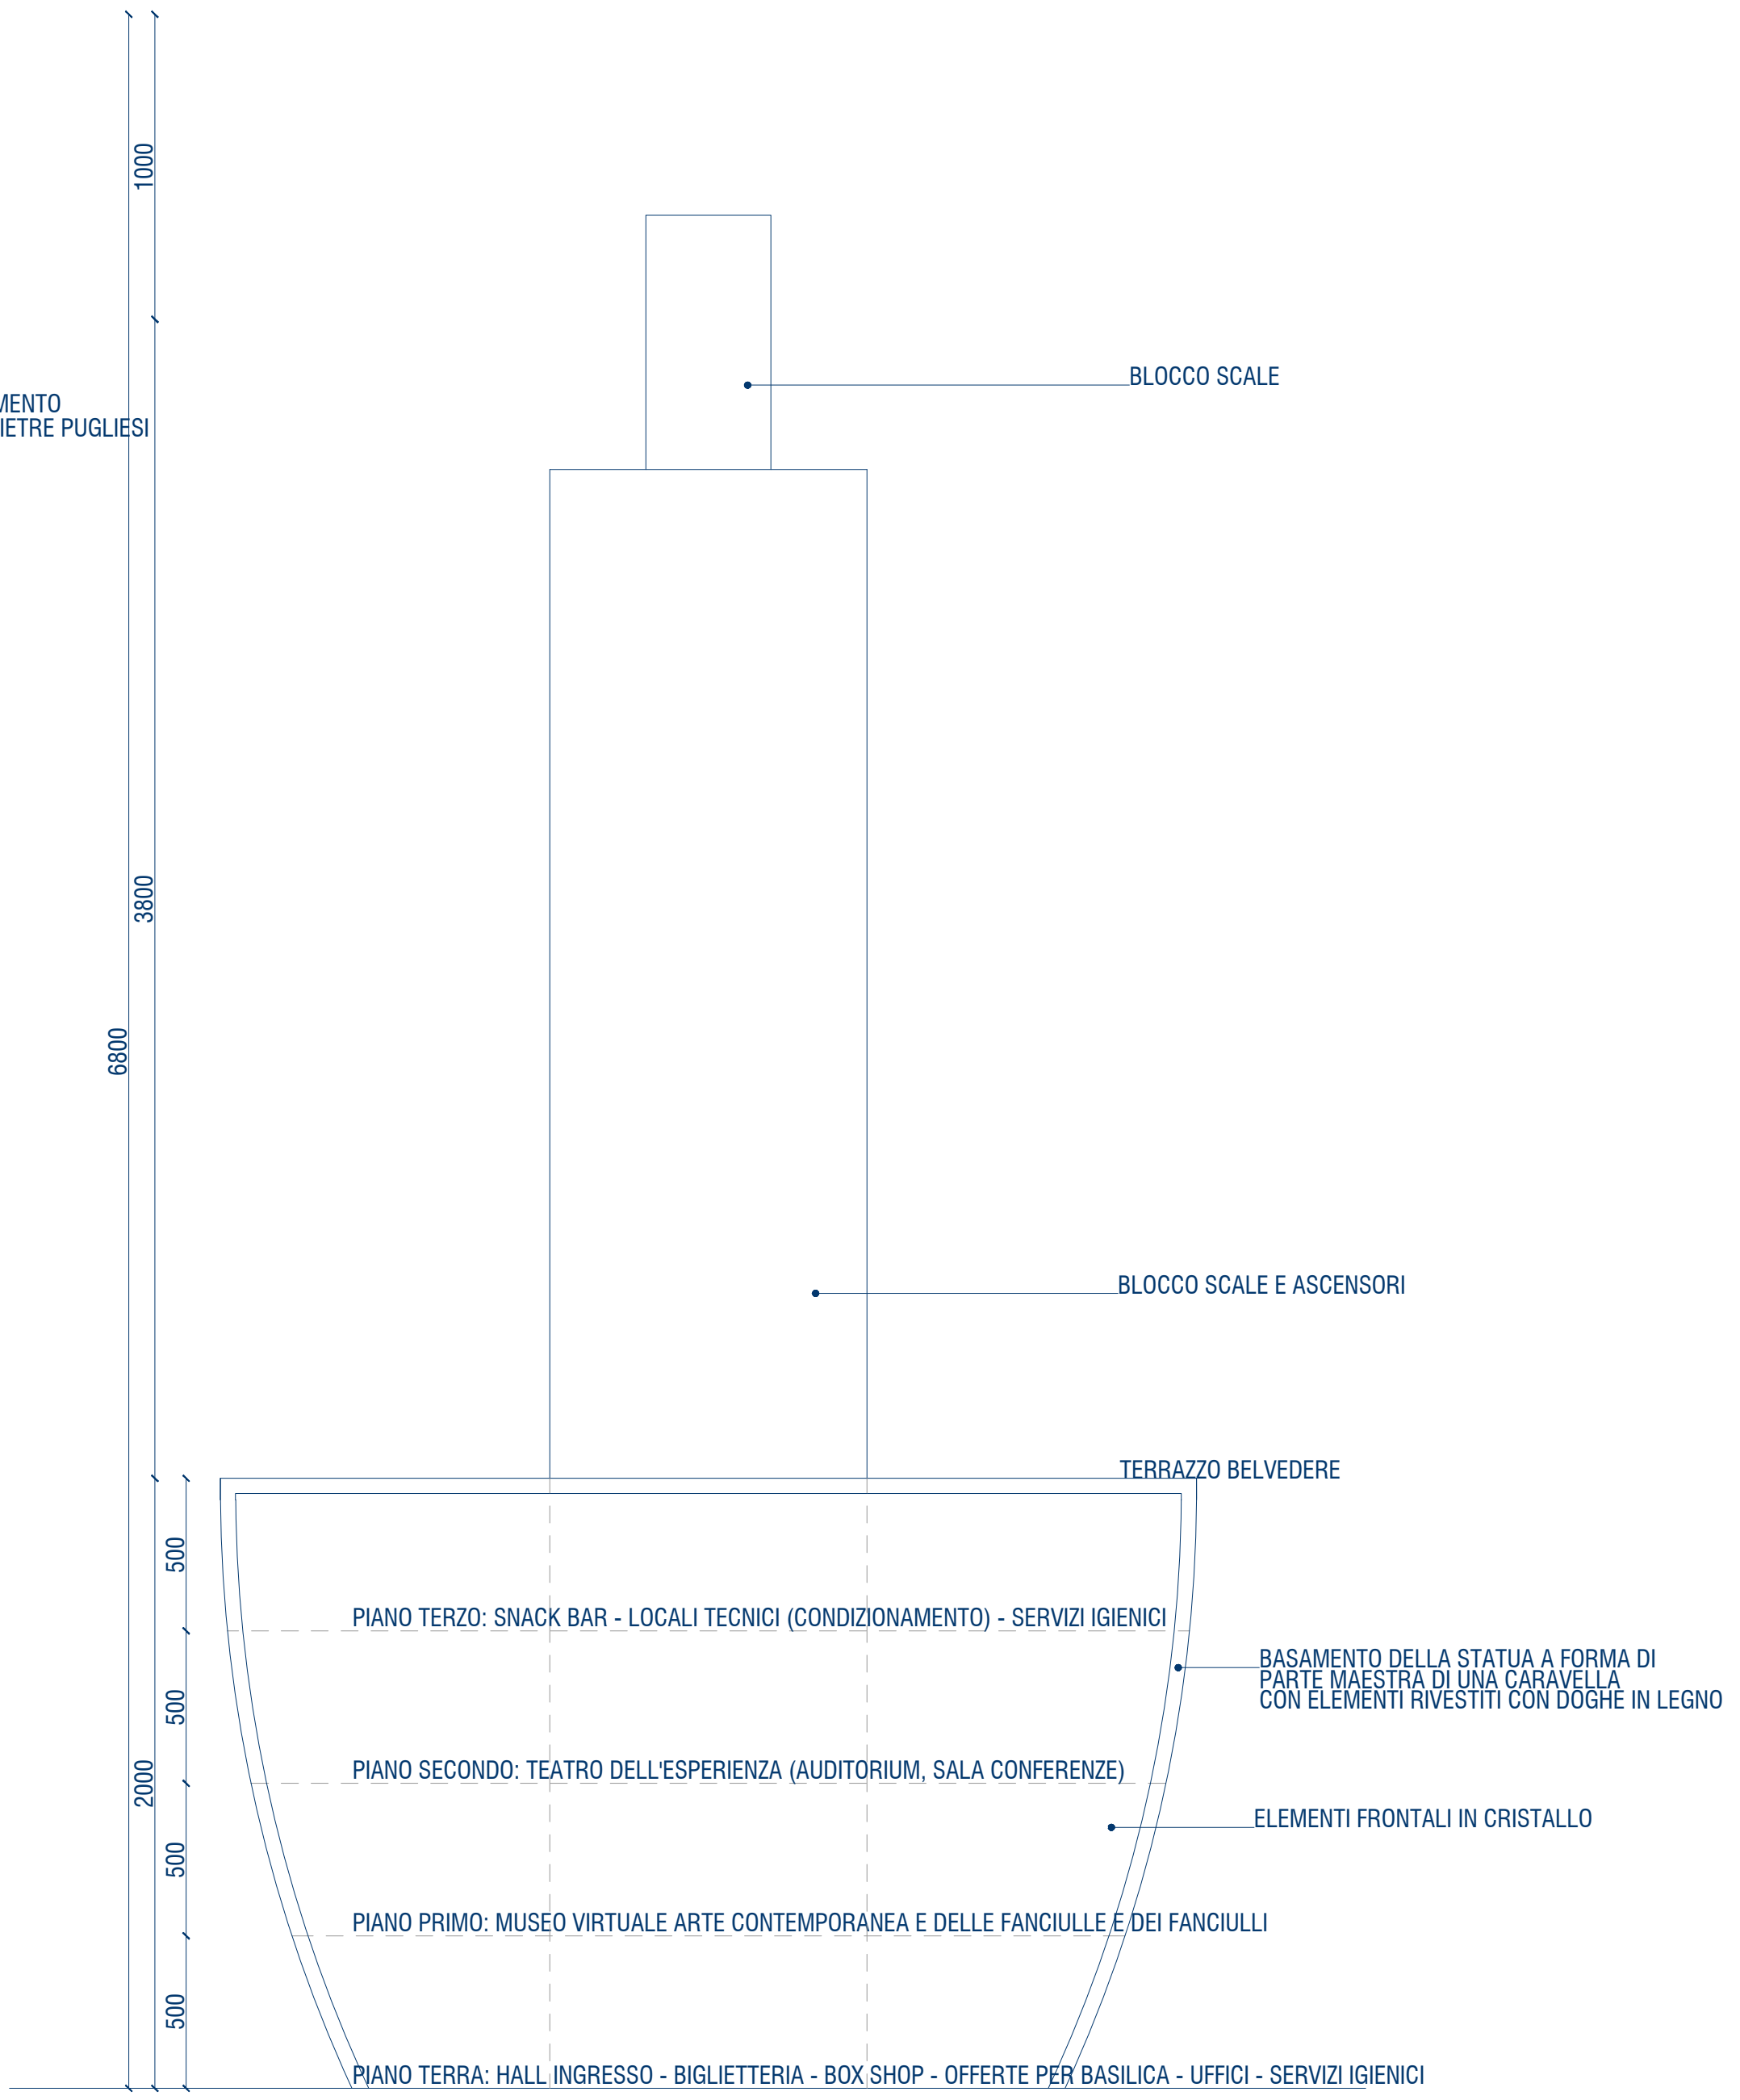 1000
BLOCCO SCALE
MENTO
IETRE PUGLIESI
3800
6800
BLOCCO SCALE E ASCENSORI
TERRAZZO BELVEDERE
500
PIANO TERZO: SNACK BAR - LOCALI TECNICI (CONDIZIONAMENTO) - SERVIZI IGIENICI
BASAMENTO DELLA STATUA A FORMA DI
PARTE MAESTRA DI UNA CARAVELLA
CON ELEMENTI RIVESTITI CON DOGHE IN LEGNO
500
PIANO SECONDO: TEATRO DELL'ESPERIENZA (AUDITORIUM, SALA CONFERENZE)
2000
ELEMENTI FRONTALI IN CRISTALLO
500
PIANO PRIMO: MUSEO VIRTUALE ARTE CONTEMPORANEA E DELLE FANCIULLE E DEI FANCIULLI
500
PIANO TERRA: HALL INGRESSO - BIGLIETTERIA - BOX SHOP - OFFERTE PER BASILICA - UFFICI - SERVIZI IGIENICI